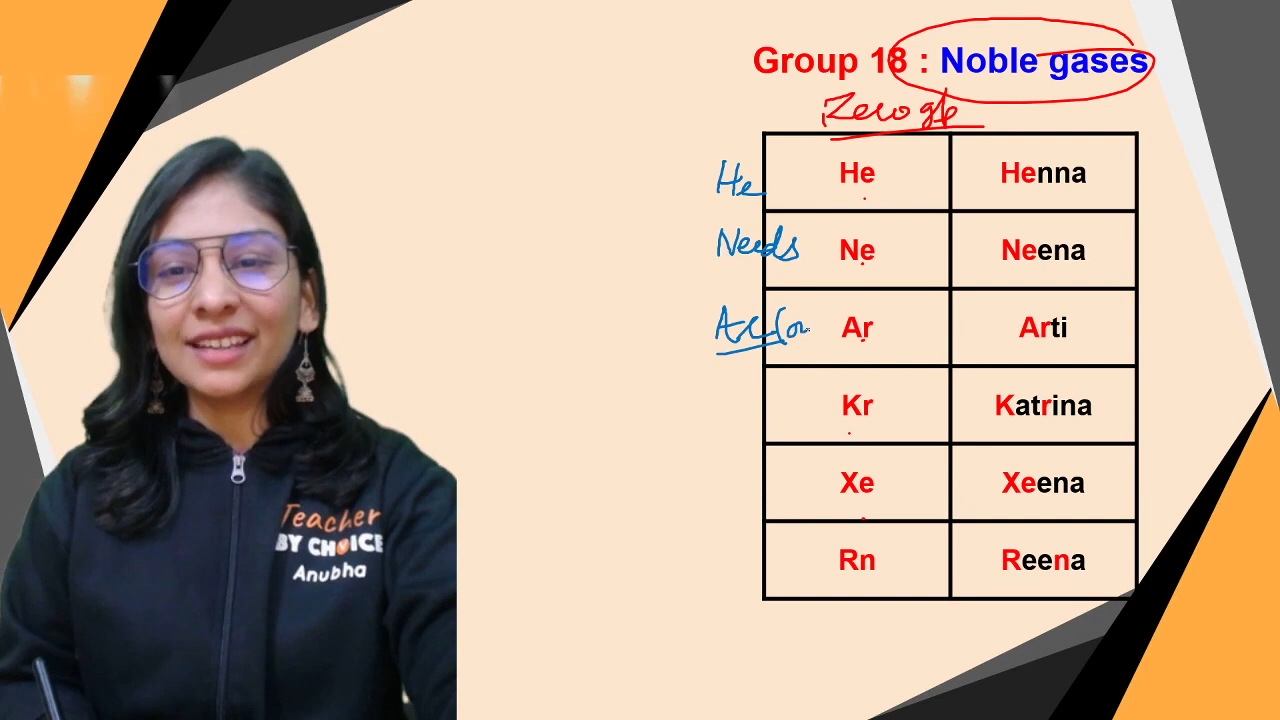 Group 18 : Noble gases
Zero gp
He He Henna
Needs Ne Neena
Ar Arti
Kr Katrina
Xe Xeena
Rn Reena
Teacher
BY CHOICE
Anubha